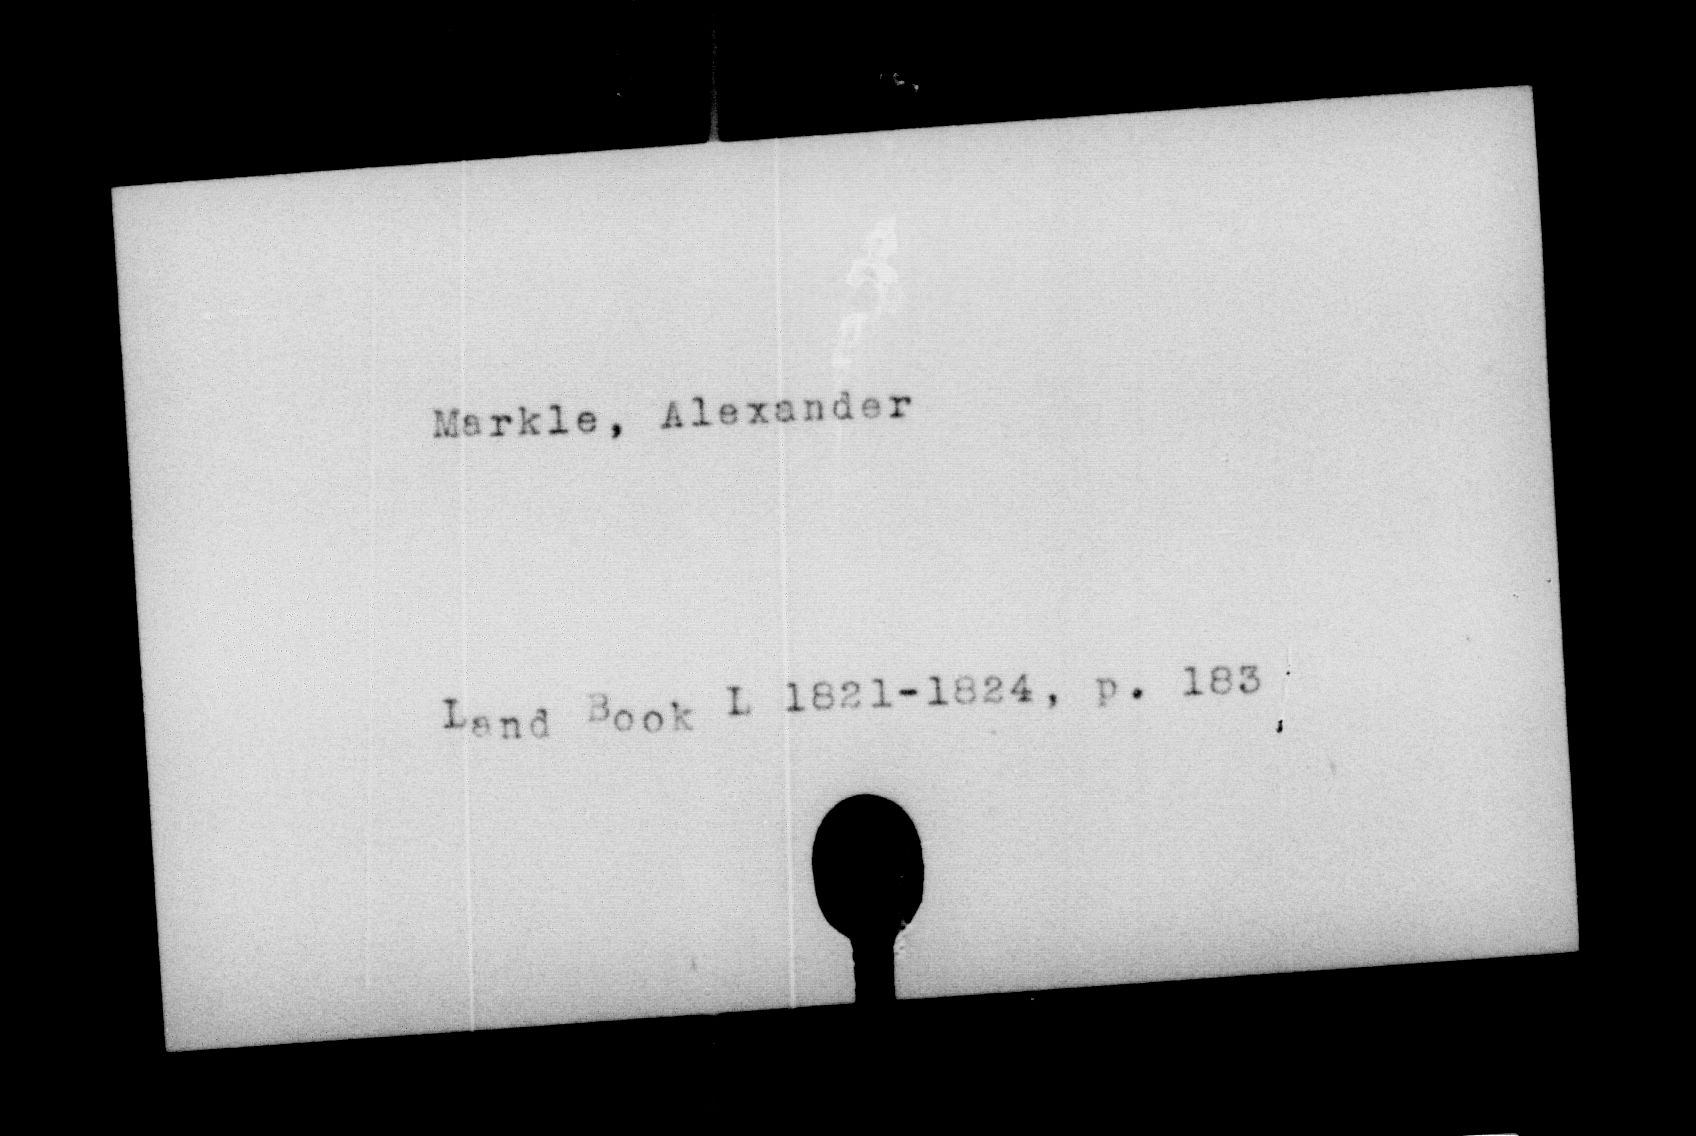 Markle, Alexander
Land Book L 1821-1824, p. 183